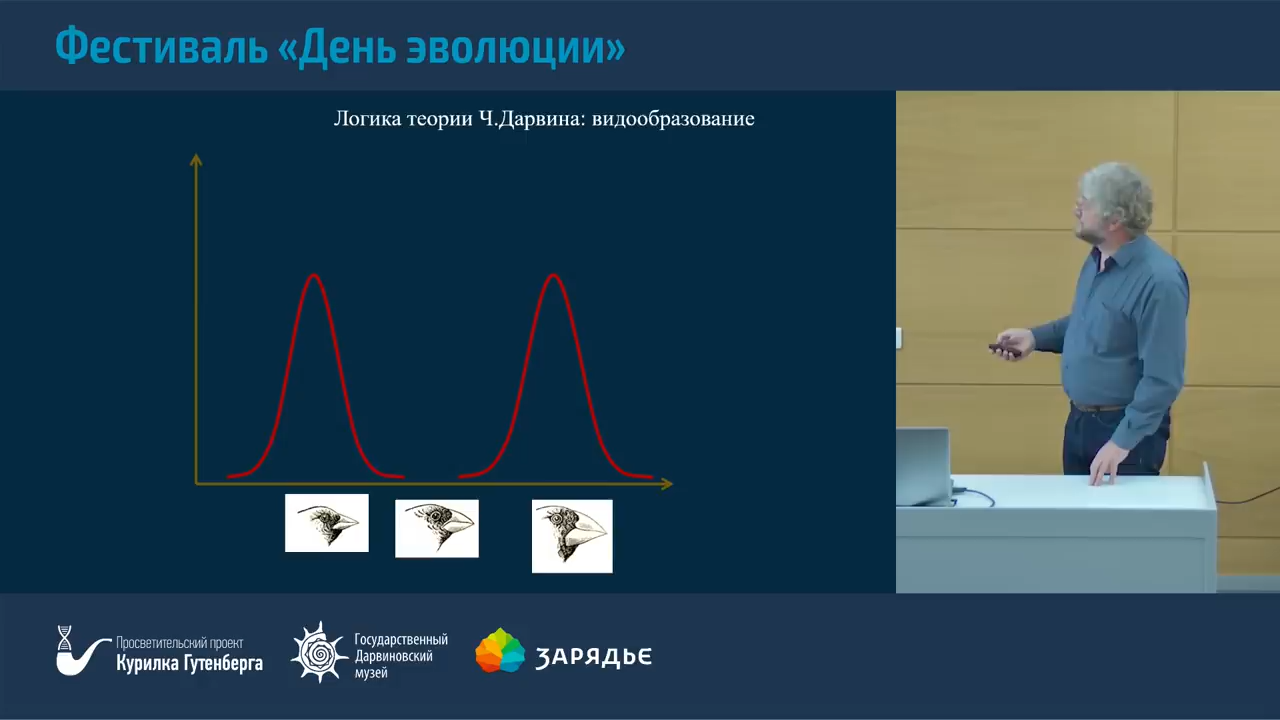 Фестиваль «День эволюции»
Логика теории Ч.Дарвина: видообразование
Просветительский проект
Курилка Гутенберга
Государственный
Дарвиновский
музей
ЗАРЯДЬЕ